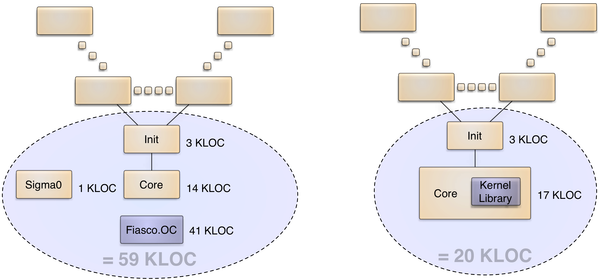 Init
3 KLOC
Sigma0
1 KLOC
Core
14 KLOC
Fiasco.OC
41 KLOC
= 59 KLOC
Init
3 KLOC
Core
Kernel
Library
17 KLOC
= 20 KLOC